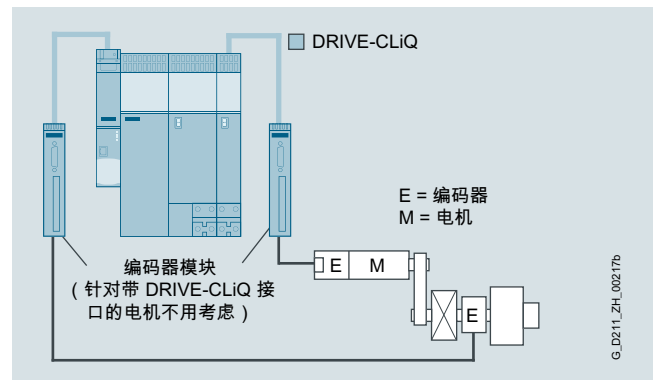 DRIVE-CLiQ
E = 编码器
M = 电机
编码器模块
（针对带 DRIVE-CLiQ 接
口的电机不用考虑）
E
M
E
G_D211_ZH_00217b